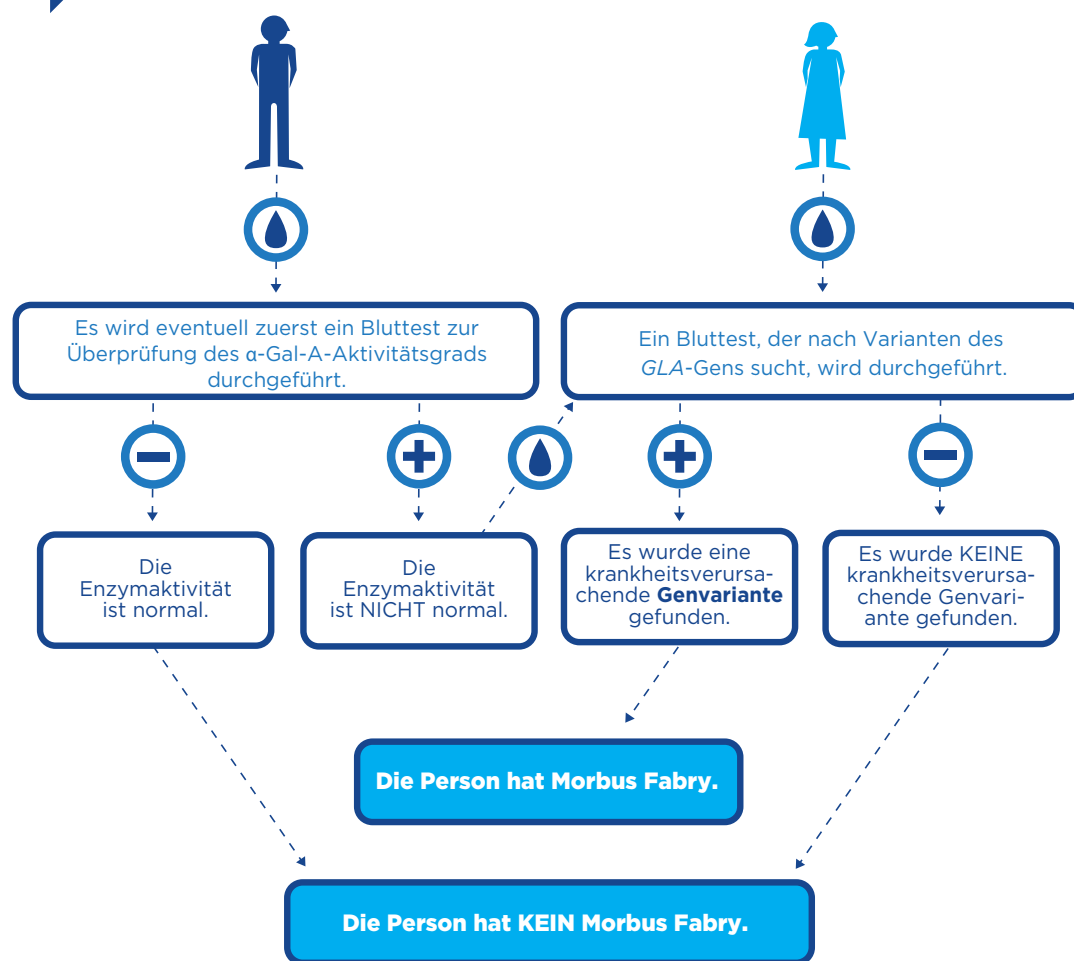 Es wird eventuell zuerst ein Bluttest zur
Überprüfung des α-Gal-A-Aktivitätsgrads
durchgeführt.
Ein Bluttest, der nach Varianten des
GLA-Gens sucht, wird durchgeführt.
Die
Enzymaktivität
ist normal.
Die
Enzymaktivität
ist NICHT normal.
Es wurde eine
krankheitsverursa-
chende Genvariante
gefunden.
Es wurde KEINE
krankheitsverursa-
chende Genvari-
ante gefunden.
Die Person hat Morbus Fabry.
Die Person hat KEIN Morbus Fabry.